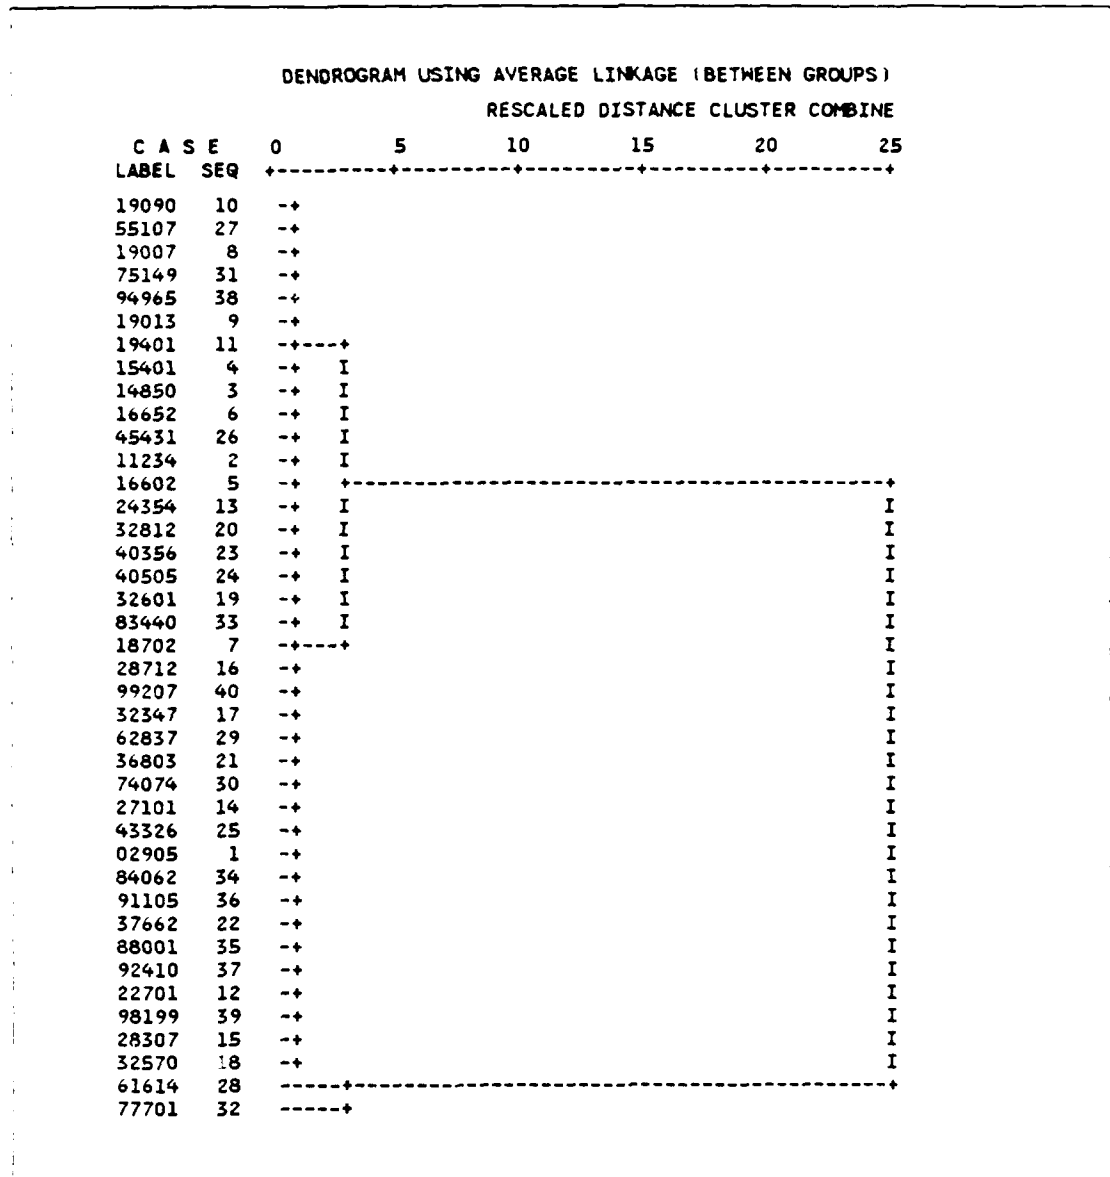 DENDROGRAM USING AVERAGE LINKAGE (BETWEEN GROUPS)
RESCALED DISTANCE CLUSTER COMBINE
C A S E 0 5 10 15 20 25
LABEL SEQ +---------+---------+---------+---------+---------+
19090 10 -+
55107 27 -+
19007 8 -+
75149 31 -+
94965 38 -+
19013 9 -+
19401 11 -+---+
15401 4 -+ I
14850 3 -+ I
16652 6 -+ I
45431 26 -+ I
11234 2 -+ I
16602 5 -+ +-------------------------------------------+
24354 13 -+ I I
32812 20 -+ I I
40356 23 -+ I I
40505 24 -+ I I
32601 19 -+ I I
83440 33 -+ I I
18702 7 -+---+ I
28712 16 -+ I
99207 40 -+ I
32347 17 -+ I
62837 29 -+ I
36803 21 -+ I
74074 30 -+ I
27101 14 -+ I
43326 25 -+ I
02905 1 -+ I
84062 34 -+ I
91105 36 -+ I
37662 22 -+ I
88001 35 -+ I
92410 37 -+ I
22701 12 -+ I
98199 39 -+ I
28307 15 -+ I
32570 18 -+ I
61614 28 -----+-------------------------------------------+
77701 32 -----+